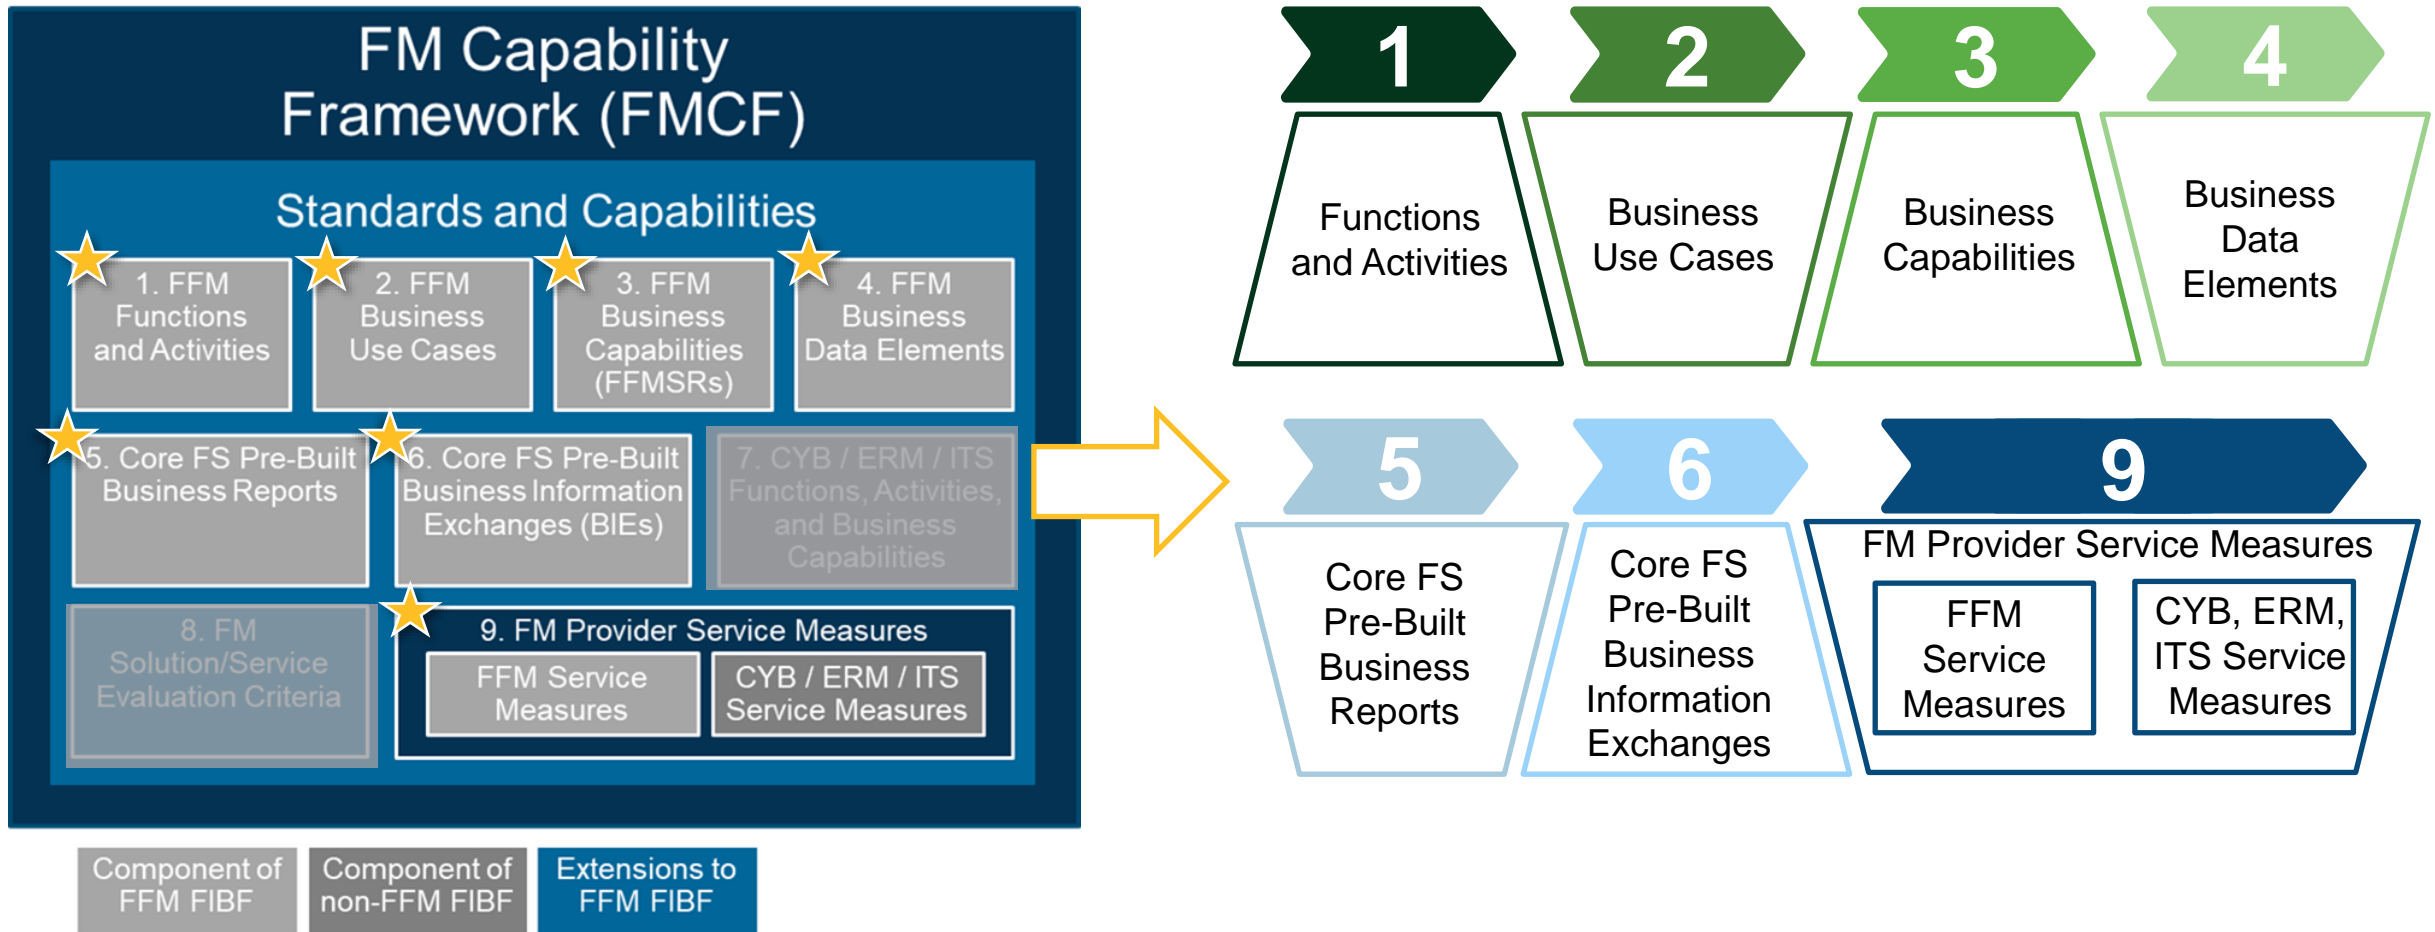 FM Capability
Framework (FMCF)
Standards and Capabilities
1. FFM
Functions
and Activities
2. FFM
Business
Use Cases
3. FFM
Business
Capabilities
(FFMSRs)
4. FFM
Business
Data Elements
5. Core FS Pre-Built
Business Reports
6. Core FS Pre-Built
Business Information
Exchanges (BIEs)
7. CYB / ERM / ITS
Functions, Activities,
and Business
Capabilities
8. FM
Solution/Service
Evaluation Criteria
9. FM Provider Service Measures
FFM Service
Measures
CYB / ERM / ITS
Service Measures
Component of
FFM FIBF
Component of
non-FFM FIBF
Extensions to
FFM FIBF
1
Functions
and Activities
2
Business
Use Cases
3
Business
Capabilities
4
Business
Data
Elements
5
Core FS
Pre-Built
Business
Reports
6
Core FS
Pre-Built
Business
Information
Exchanges
9
FM Provider Service Measures
FFM
Service
Measures
CYB, ERM,
ITS Service
Measures